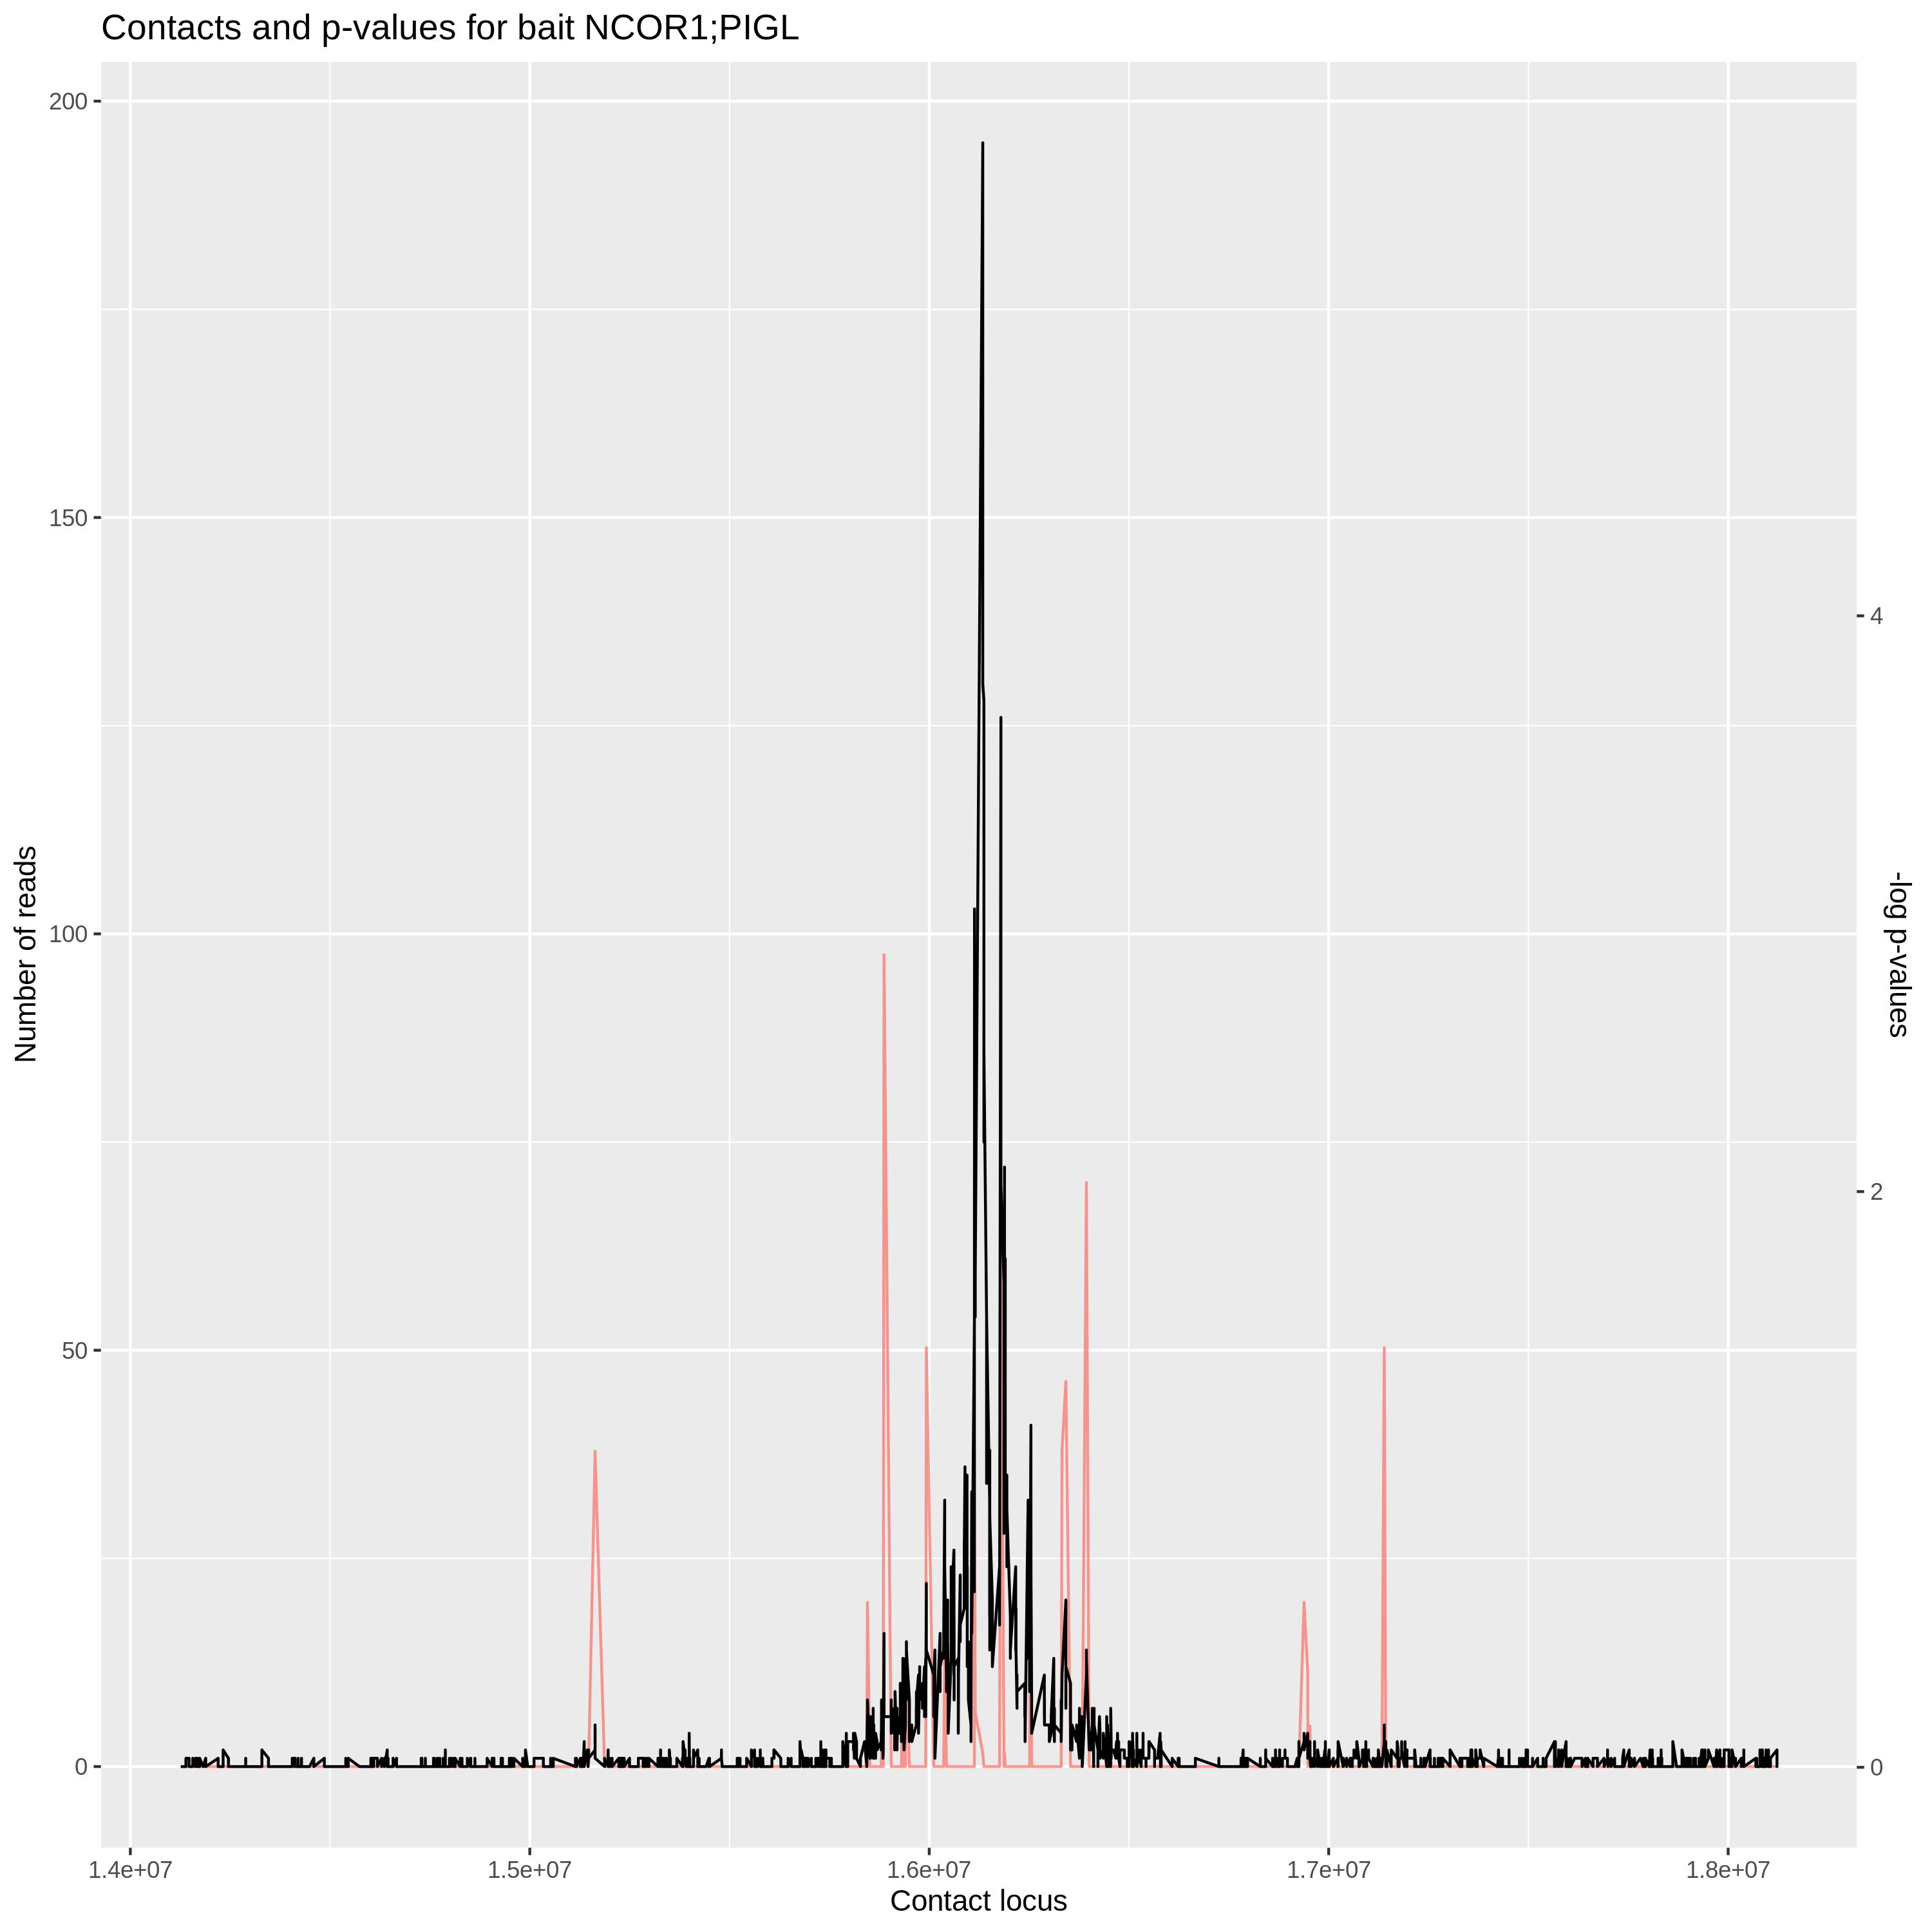 Contacts and p-values for bait NCOR1;PIGL
200
150
100
50
0
Number of reads
4
2
0
-log p-values
1.4e+07
1.5e+07
1.6e+07
1.7e+07
1.8e+07
Contact locus